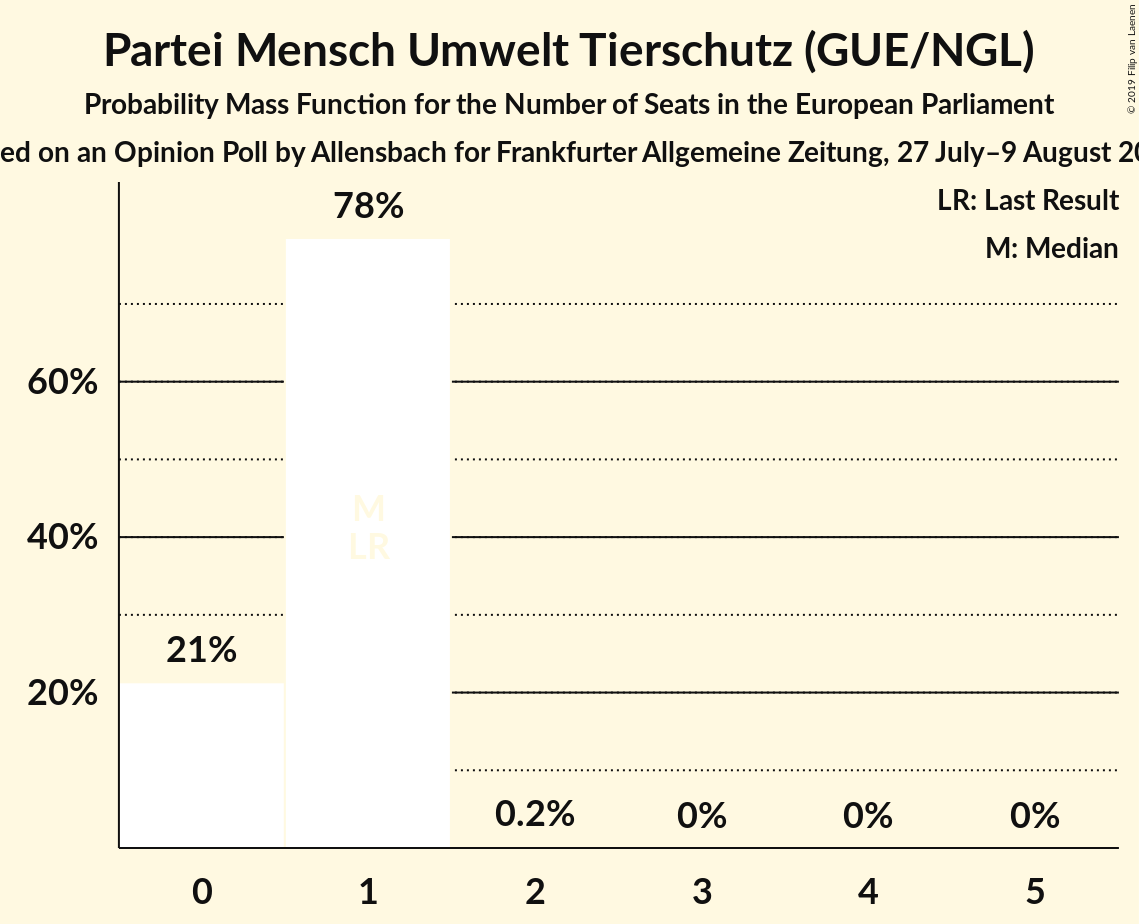 Partei Mensch Umwelt Tierschutz (GUE/NGL)
Probability Mass Function for the Number of Seats in the European Parliament
ed on an Opinion Poll by Allensbach for Frankfurter Allgemeine Zeitung, 27 July–9 August 20
© 2019 Filip van Laenen
LR: Last Result
M: Median
78%
60%
M
40%
LR
21%
20%
0.2%
0%
0%
0%
0
1
2
3
4
5